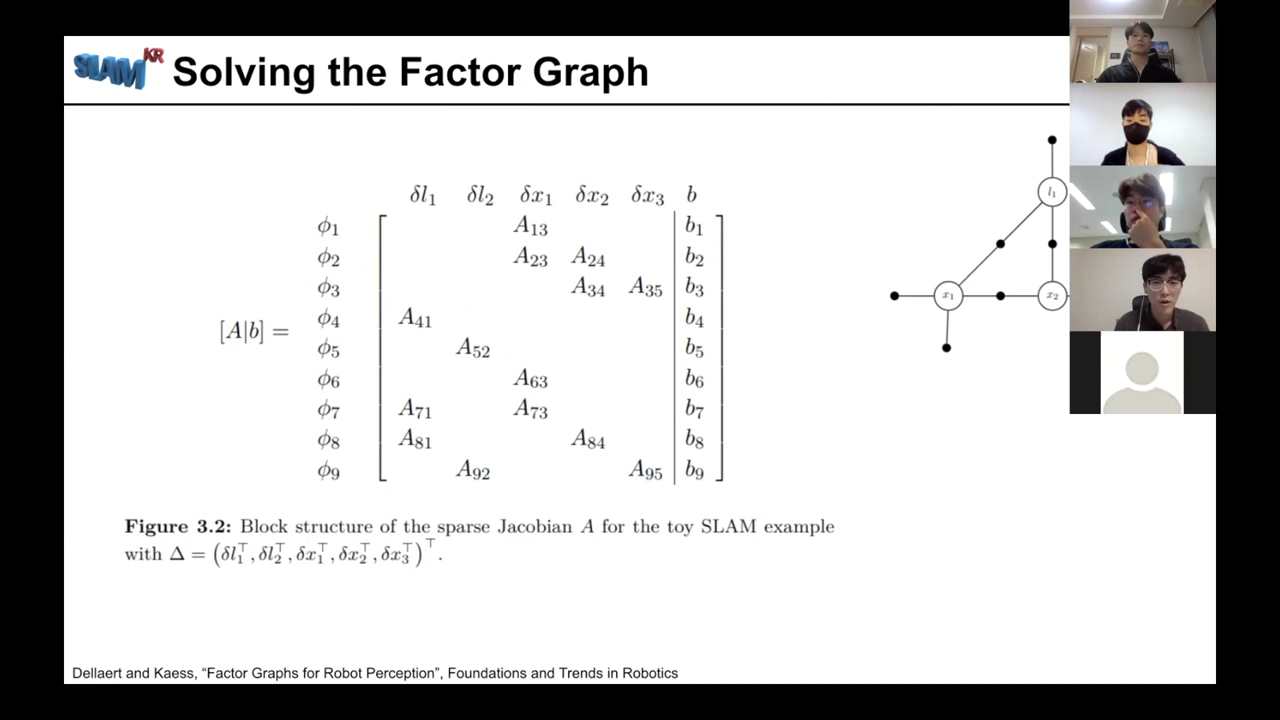 SLAM KR
Solving the Factor Graph
δl₁ δl₂ δx₁ δx₂ δx₃ b
ϕ₁ A₁₃ b₁
ϕ₂ A₂₃ A₂₄ b₂
ϕ₃ A₃₄ A₃₅ b₃
[A|b] = ϕ₄ A₄₁ b₄
ϕ₅ A₅₂ b₅
ϕ₆ A₆₃ b₆
ϕ₇ A₇₁ A₇₃ b₇
ϕ₈ A₈₁ A₈₄ b₈
ϕ₉ A₉₂ A₉₅ b₉
l₁
x₁ x₂
Figure 3.2: Block structure of the sparse Jacobian A for the toy SLAM example
with Δ = (δl₁ᵀ, δl₂ᵀ, δx₁ᵀ, δx₂ᵀ, δx₃ᵀ)ᵀ.
Dellaert and Kaess, “Factor Graphs for Robot Perception”, Foundations and Trends in Robotics